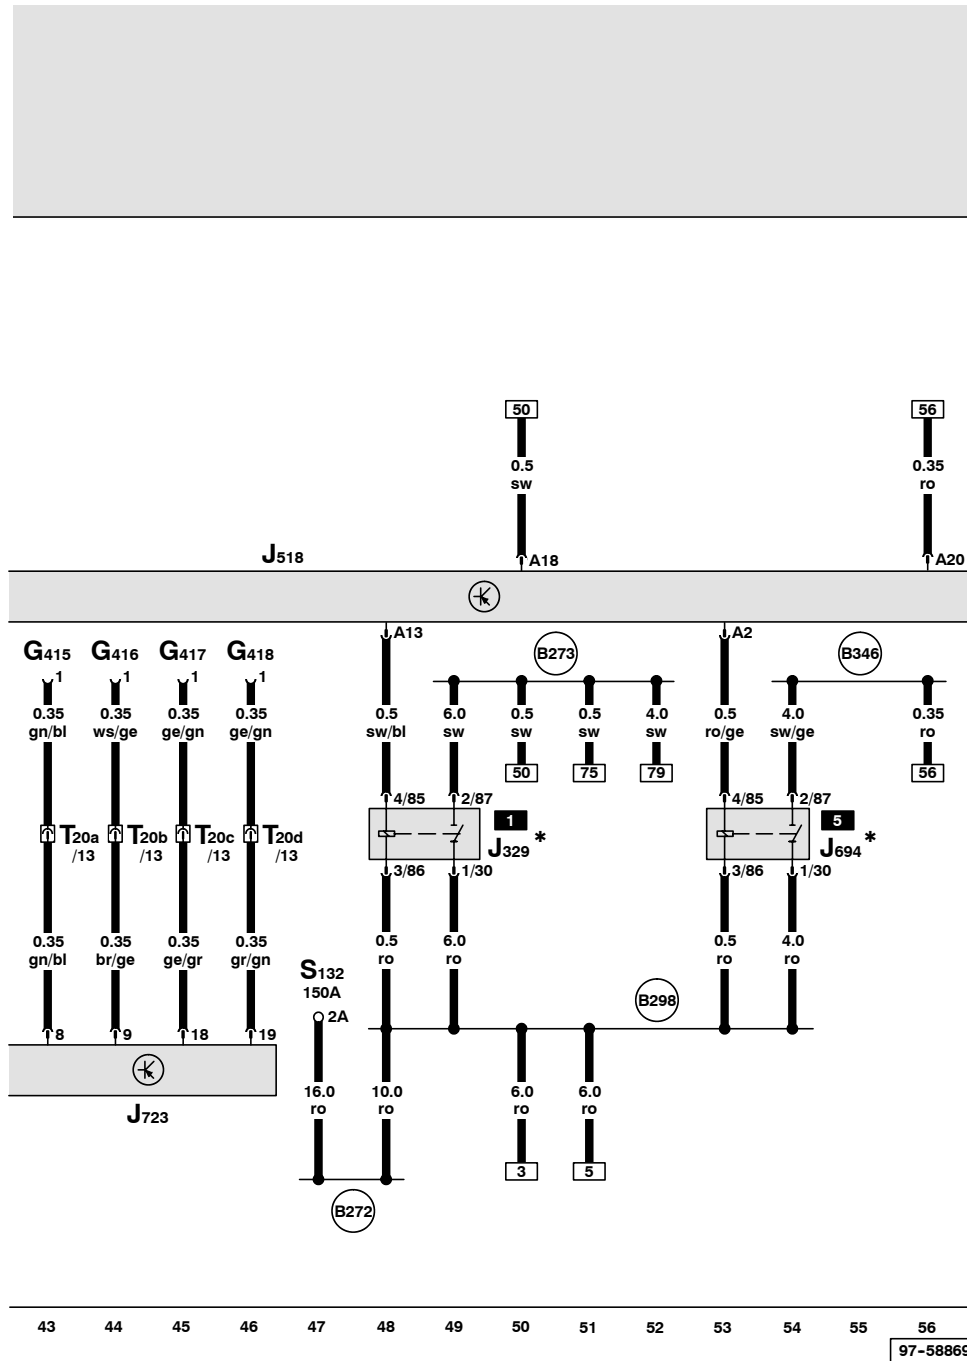 50 56
0.5 0.35
sw ro
J518 A18 A20
A13 A2
G415 G416 G417 G418 B273 B346
1 1 1 1
0.35 0.35 0.35 0.35 0.5 6.0 0.5 0.5 4.0 0.5 4.0 0.35
gn/bl ws/ge ge/gn ge/gn sw/bl sw sw sw sw ro/ge sw/ge ro
50 75 79 56
4/85 2/87 4/85 2/87
1 5
T20a T20b T20c T20d J329 * J694 *
/13 /13 /13 /13
3/86 1/30 3/86 1/30
0.35 0.35 0.35 0.35 0.5 6.0 0.5 4.0
gn/bl br/ge ge/gr gr/gn ro ro ro ro
S132
150A B298
2A
8 9 18 19
16.0 10.0 6.0 6.0
ro ro ro ro
J723
3 5
B272
43 44 45 46 47 48 49 50 51 52 53 54 55 56
97-58869